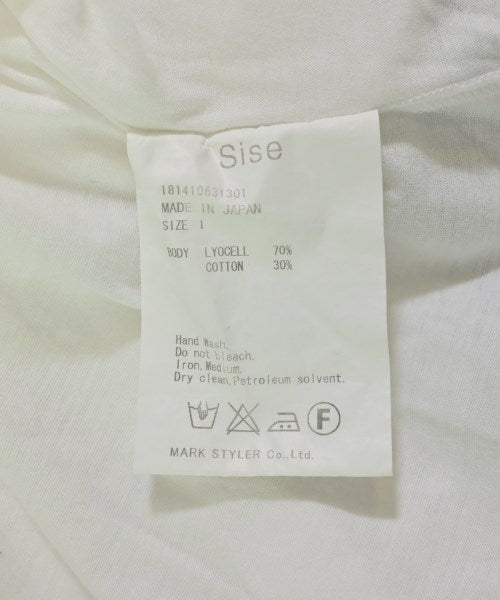 Sise
181410631301
MADE IN JAPAN
SIZE 1
BODY LYOCELL 70%
COTTON 30%
Hand Wash.
Do not bleach.
Iron, Medium.
Dry clean, Petroleum solvent.
F
MARK STYLER Co., Ltd.